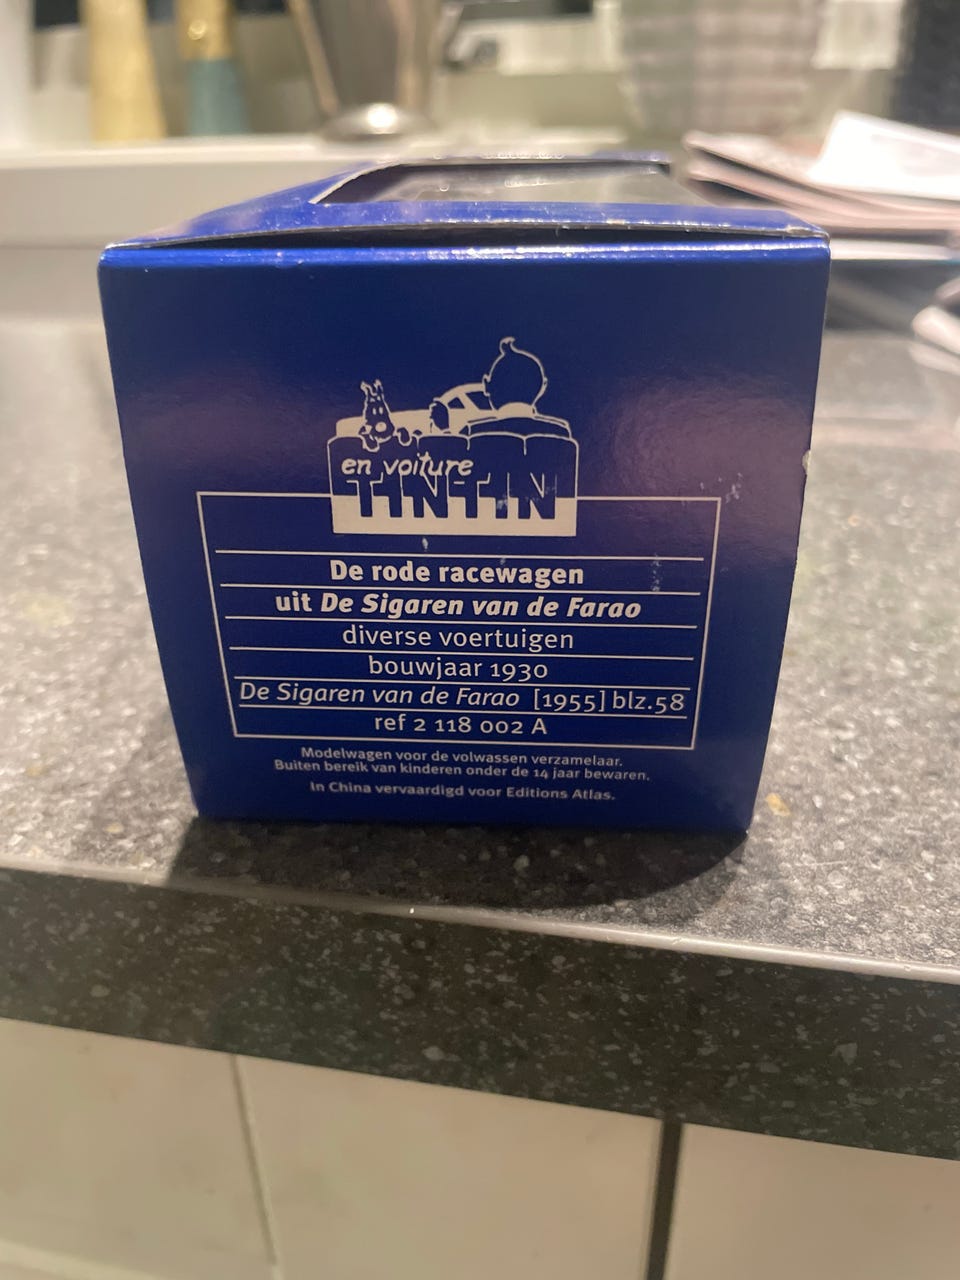 en voiture
TINTIN
De rode racewagen
uit De Sigaren van de Farao
diverse voertuigen
bouwjaar 1930
De Sigaren van de Farao [1955] blz.58
ref 2 118 002 A
Modelwagen voor de volwassen verzamelaar.
Buiten bereik van kinderen onder de 14 jaar bewaren.
In China vervaardigd voor Editions Atlas.